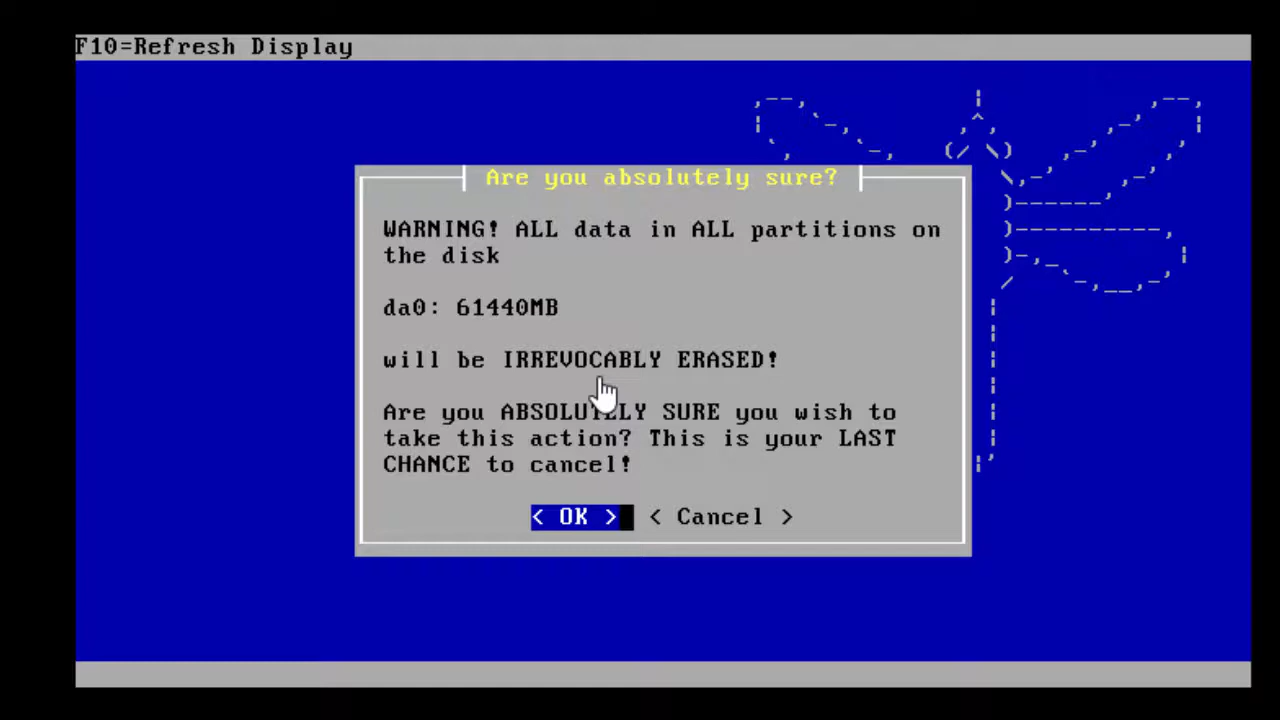 F10=Refresh Display
Are you absolutely sure?
WARNING! ALL data in ALL partitions on
the disk
da0: 61440MB
will be IRREVOCABLY ERASED!
Are you ABSOLUTELY SURE you wish to
take this action? This is your LAST
CHANCE to cancel!
< OK > < Cancel >